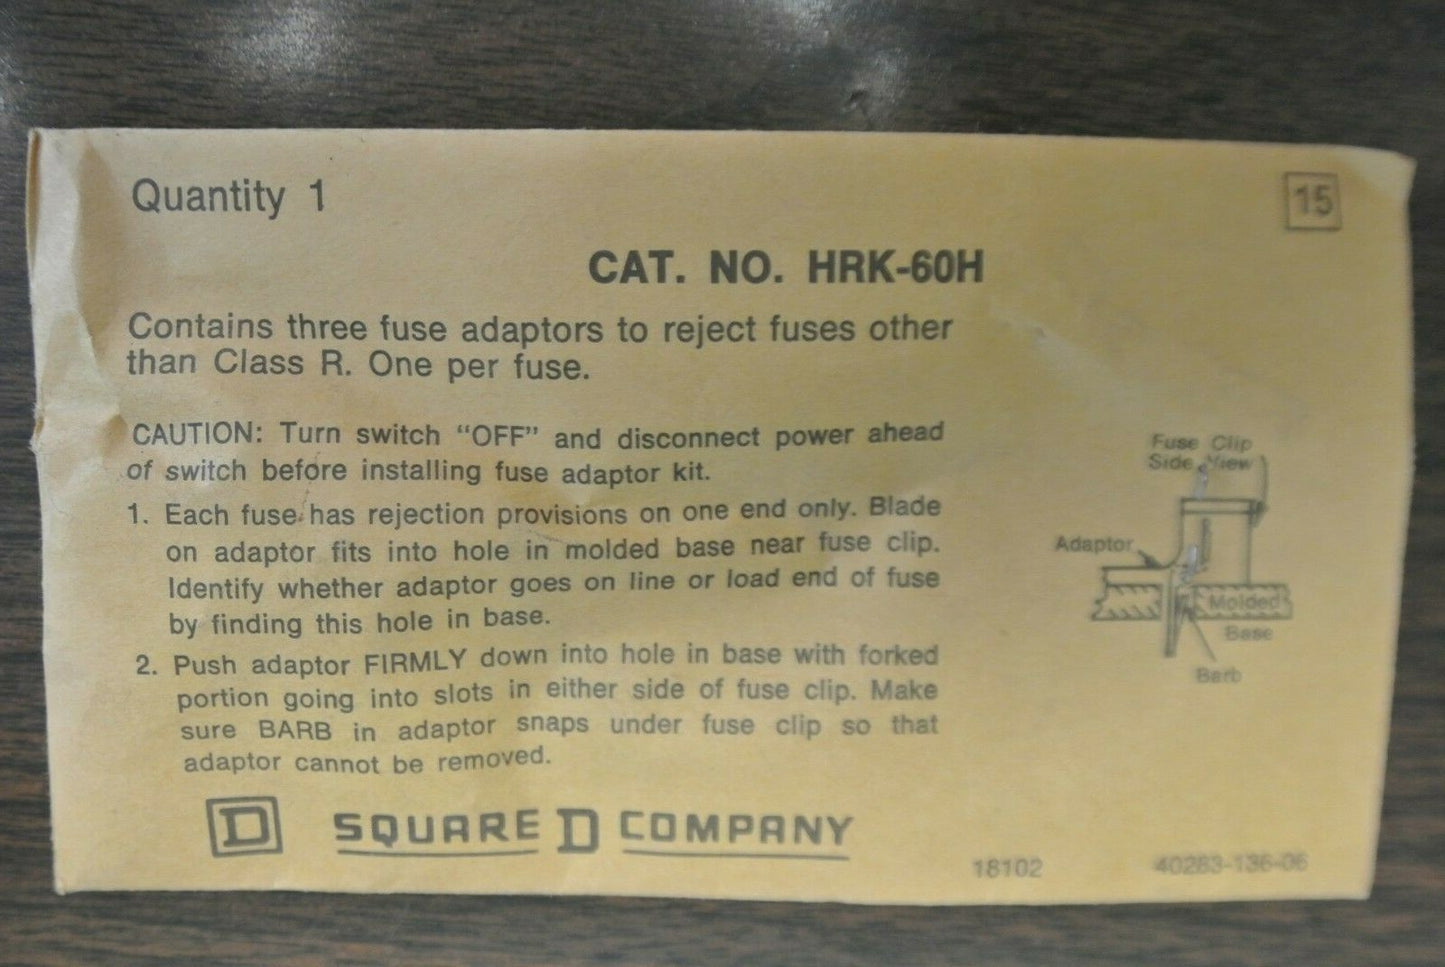 Quantity 1
15
CAT. NO. HRK-60H
Contains three fuse adaptors to reject fuses other
than Class R. One per fuse.
CAUTION: Turn switch “OFF” and disconnect power ahead
of switch before installing fuse adaptor kit.
1. Each fuse has rejection provisions on one end only. Blade
on adaptor fits into hole in molded base near fuse clip.
Identify whether adaptor goes on line or load end of fuse
by finding this hole in base.
2. Push adaptor FIRMLY down into hole in base with forked
portion going into slots in either side of fuse clip. Make
sure BARB in adaptor snaps under fuse clip so that
adaptor cannot be removed.
Fuse Clip
Side View
Adaptor
Molded
Base
Barb
D SQUARE D COMPANY
18102
40283-136-06